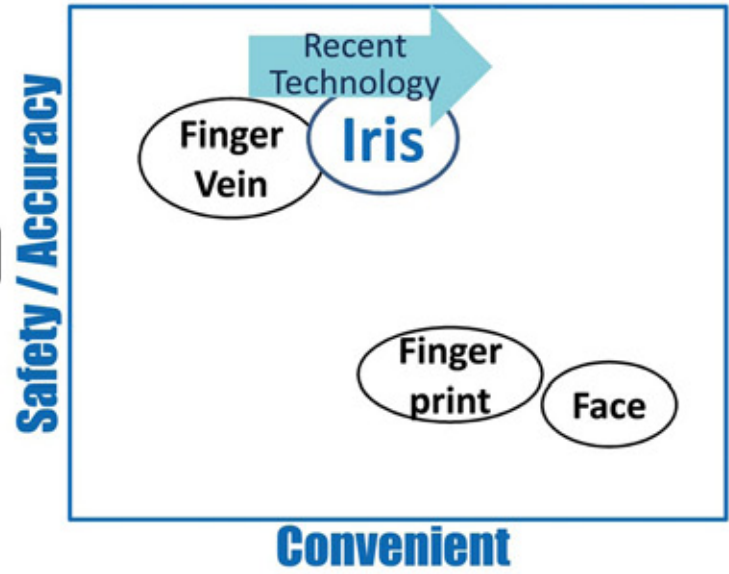 Recent
Technology
Finger
Vein
Iris
Safety / Accuracy
Finger
print
Face
Convenient